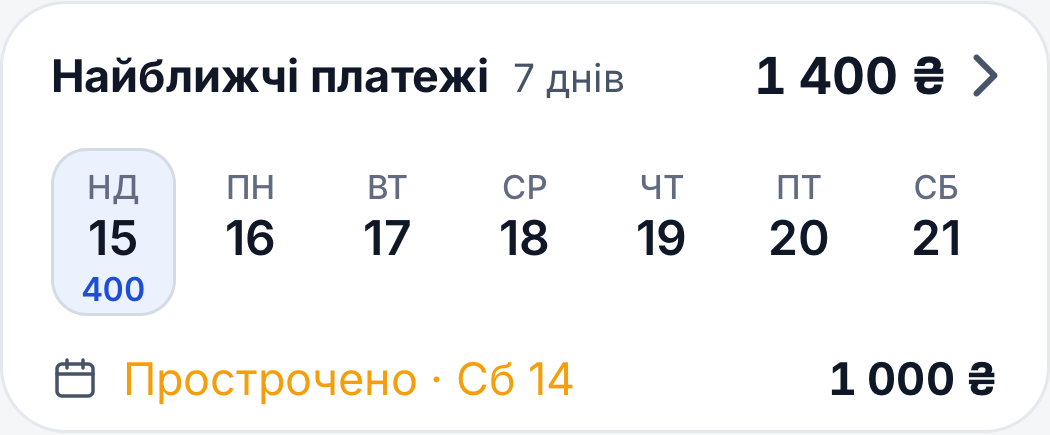 Найближчі платежі 7 днів 1 400 ₴
НД ПН ВТ СР ЧТ ПТ СБ
15 16 17 18 19 20 21
400
Прострочено · Сб 14 1 000 ₴